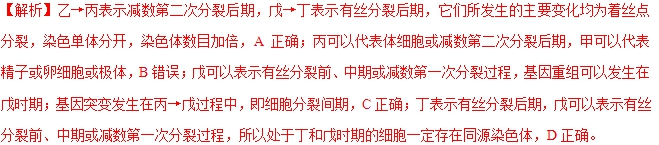 【解析】乙→丙表示减数第二次分裂后期，戊→丁表示有丝分裂后期，它们所发生的主要变化均为着丝点
分裂，染色单体分开，染色体数目加倍，A 正确；丙可以代表体细胞或减数第二次分裂后期，甲可以代表
精子或卵细胞或极体，B 错误；戊可以表示有丝分裂前、中期或减数第一次分裂过程，基因重组可以发生在
戊时期；基因突变发生在丙→戊过程中，即细胞分裂间期，C 正确；丁表示有丝分裂后期，戊可以表示有丝
分裂前、中期或减数第一次分裂过程，所以处于丁和戊时期的细胞一定存在同源染色体，D 正确。